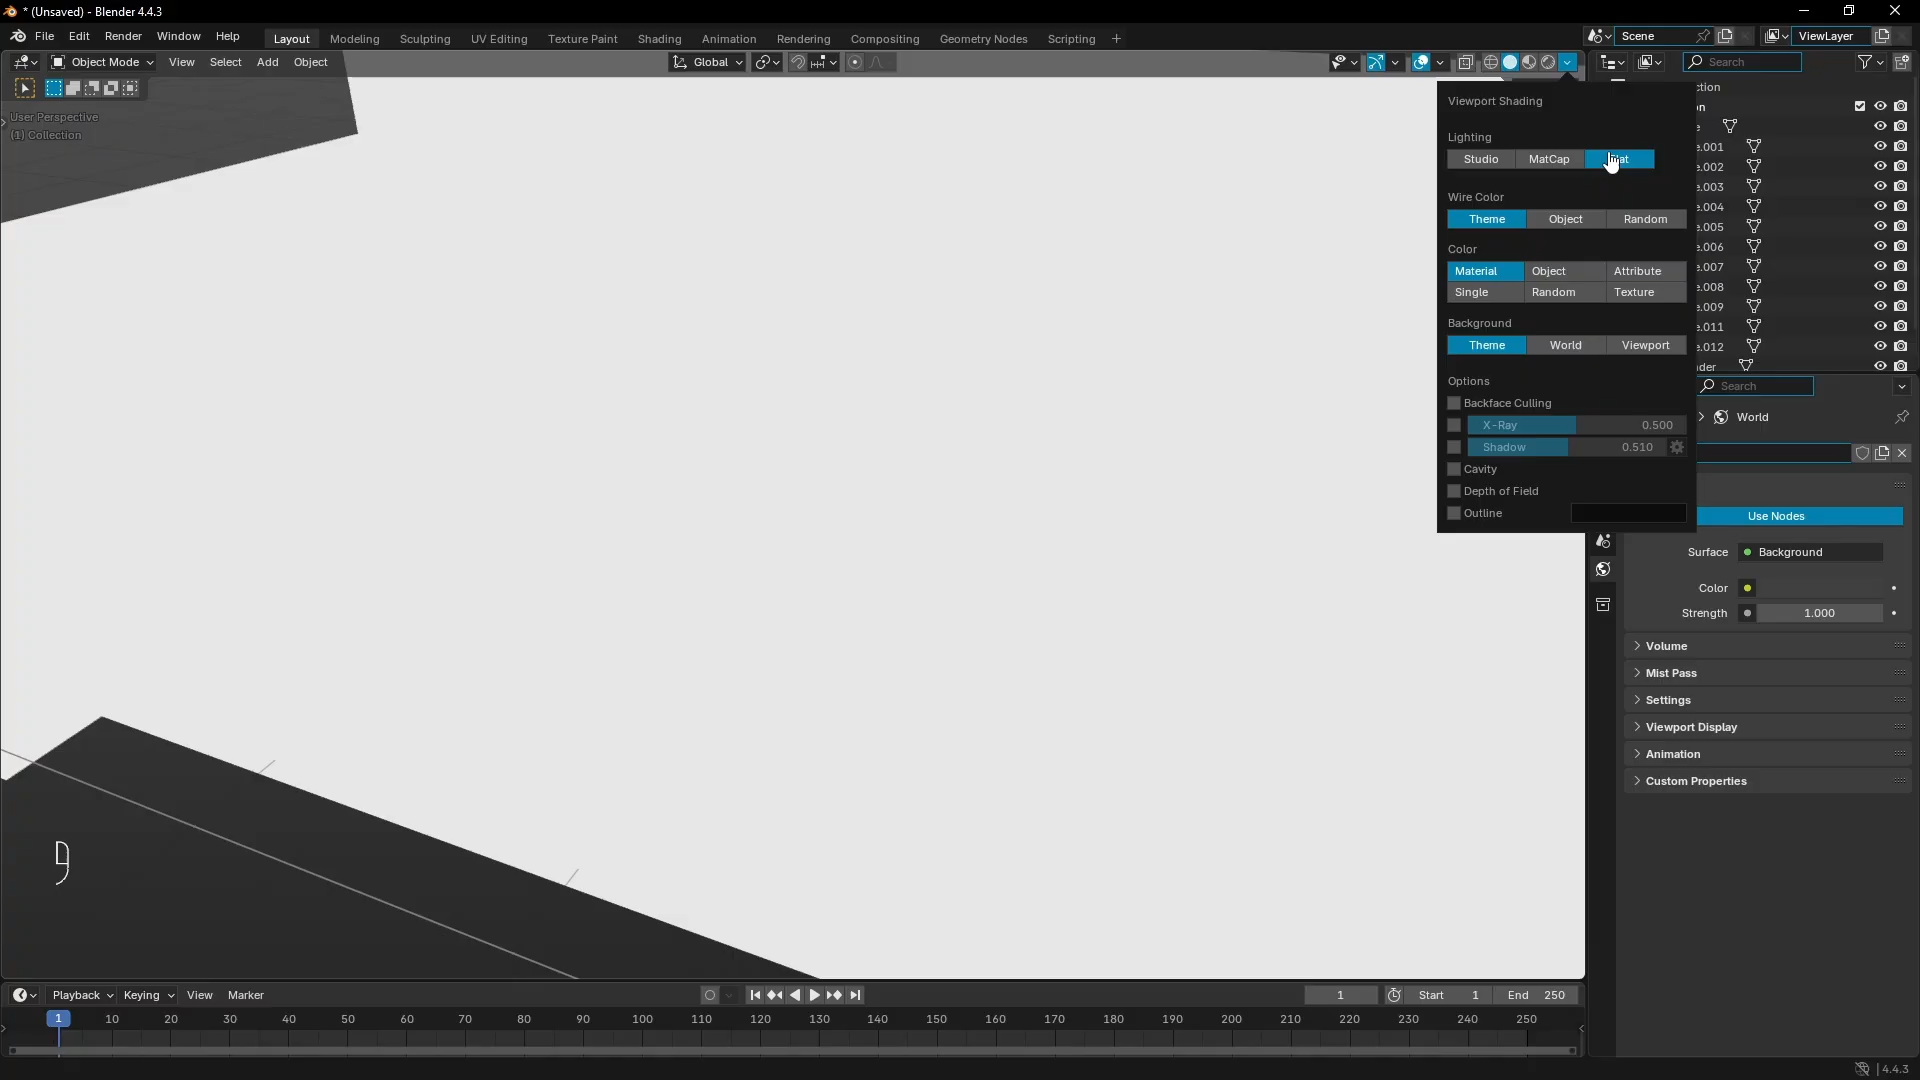 * (Unsaved) - Blender 4.4.3
File Edit Render Window Help
Layout Modeling Sculpting UV Editing Texture Paint Shading Animation Rendering Compositing Geometry Nodes Scripting +
Scene
ViewLayer
Object Mode View Select Add Object
Global
Search
User Perspective
(1) Collection
Viewport Shading
Lighting
Studio MatCap
Wire Color
Theme Object Random
Color
Material Object Attribute
Single Random Texture
Background
Theme World Viewport
Options
Backface Culling
X-Ray 0.500
Shadow 0.510
Cavity
Depth of Field
Outline
ction
n
e
e.001
e.002
e.003
e.004
e.005
e.006
e.007
e.008
e.009
e.011
e.012
der
Search
World
Use Nodes
Surface Background
Color
Strength 1.000
Volume
Mist Pass
Settings
Viewport Display
Animation
Custom Properties
Playback Keying View Marker
1
Start 1
End 250
1 10 20 30 40 50 60 70 80 90 100 110 120 130 140 150 160 170 180 190 200 210 220 230 240 250
4.4.3